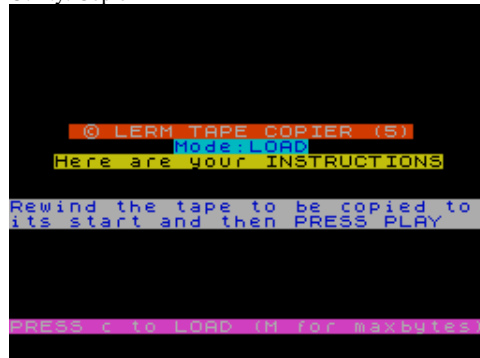 © LERM TAPE COPIER (S)
Mode:LOAD
Here are your INSTRUCTIONS
Rewind the tape to be copied to
its start and then PRESS PLAY
PRESS c to LOAD (M for maxbytes)